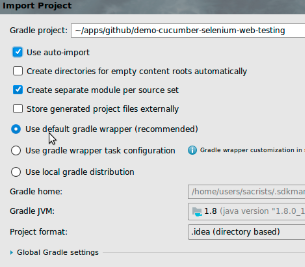 Import Project
Gradle project: ~/apps/github/demo-cucumber-selenium-web-testing
Use auto-import
Create directories for empty content roots automatically
Create separate module per source set
Store generated project files externally
Use default gradle wrapper (recommended)
Use gradle wrapper task configuration Gradle wrapper customization in
Use local gradle distribution
Gradle home: /home/users/sacrists/.sdkman
Gradle JVM: 1.8 (java version "1.8.0_1
Project format: .idea (directory based)
Global Gradle settings